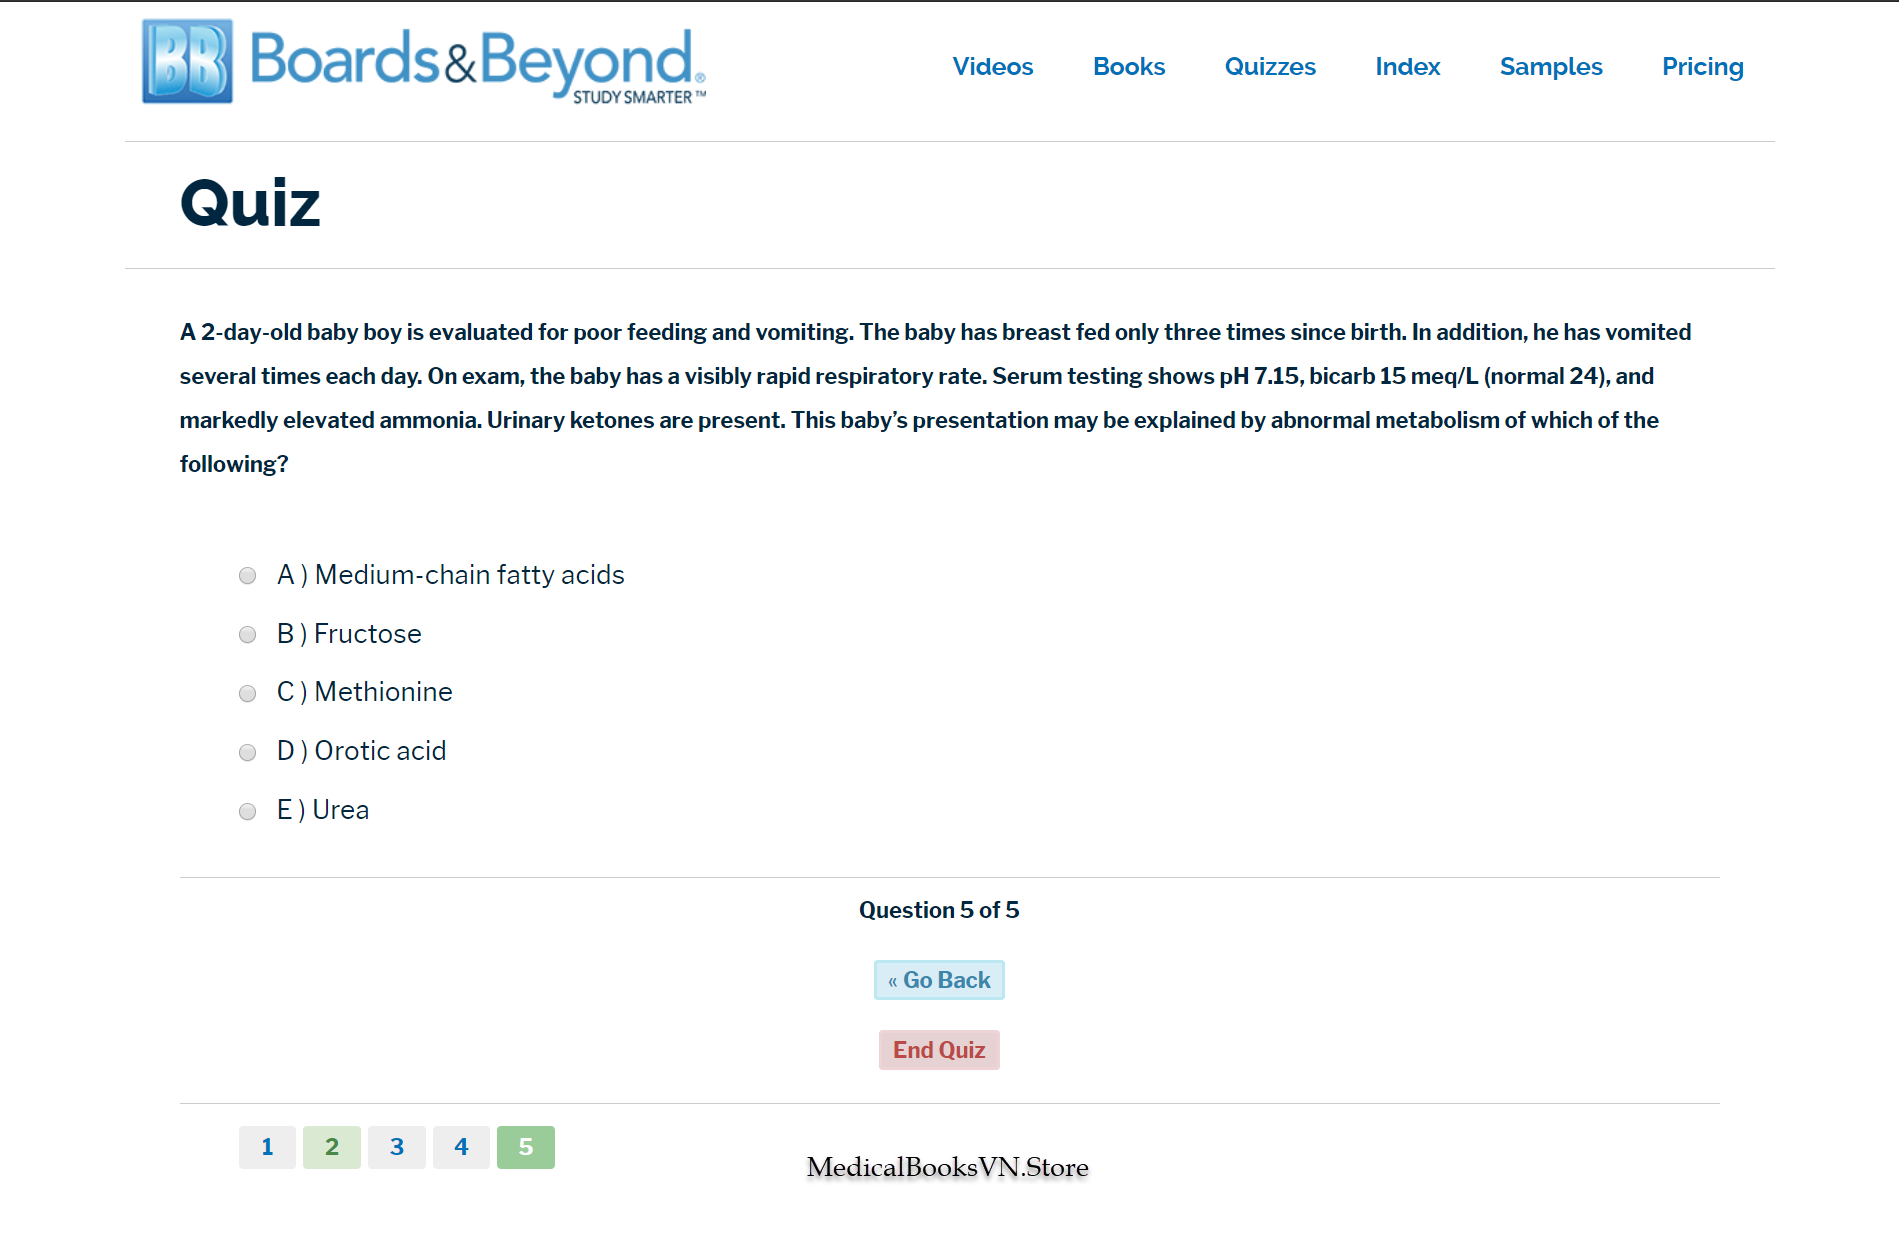 BB Boards&Beyond®
STUDY SMARTER™
Videos Books Quizzes Index Samples Pricing
Quiz
A 2-day-old baby boy is evaluated for poor feeding and vomiting. The baby has breast fed only three times since birth. In addition, he has vomited
several times each day. On exam, the baby has a visibly rapid respiratory rate. Serum testing shows pH 7.15, bicarb 15 meq/L (normal 24), and
markedly elevated ammonia. Urinary ketones are present. This baby’s presentation may be explained by abnormal metabolism of which of the
following?
A ) Medium-chain fatty acids
B ) Fructose
C ) Methionine
D ) Orotic acid
E ) Urea
Question 5 of 5
« Go Back
End Quiz
1 2 3 4 5
MedicalBooksVN.Store